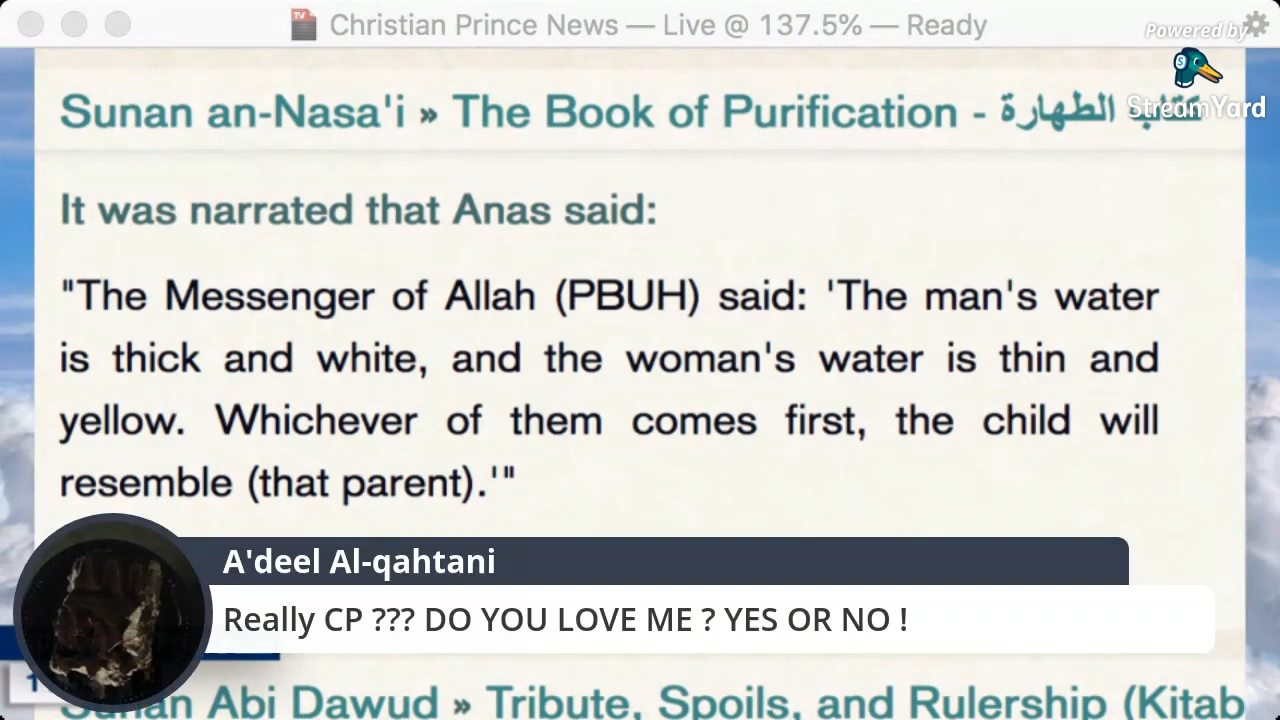 Christian Prince News — Live @ 137.5% — Ready
Powered by
StreamYard
Sunan an-Nasa'i » The Book of Purification - كتاب الطهارة
It was narrated that Anas said:
"The Messenger of Allah (PBUH) said: 'The man's water
is thick and white, and the woman's water is thin and
yellow. Whichever of them comes first, the child will
resemble (that parent).'"
A'deel Al-qahtani
Really CP ??? DO YOU LOVE ME ? YES OR NO !
Sunan Abi Dawud » Tribute, Spoils, and Rulership (Kitab